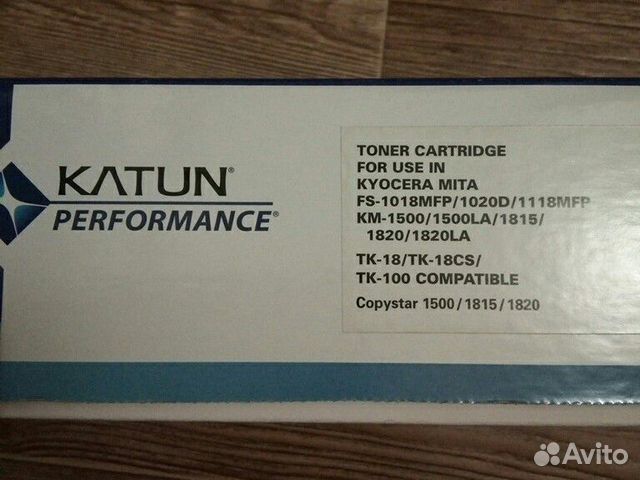 KATUN®
PERFORMANCE®
TONER CARTRIDGE
FOR USE IN
KYOCERA MITA
FS-1018MFP/1020D/1118MFP
KM-1500/1500LA/1815/
1820/1820LA
TK-18/TK-18CS/
TK-100 COMPATIBLE
Copystar 1500/1815/1820
Avito